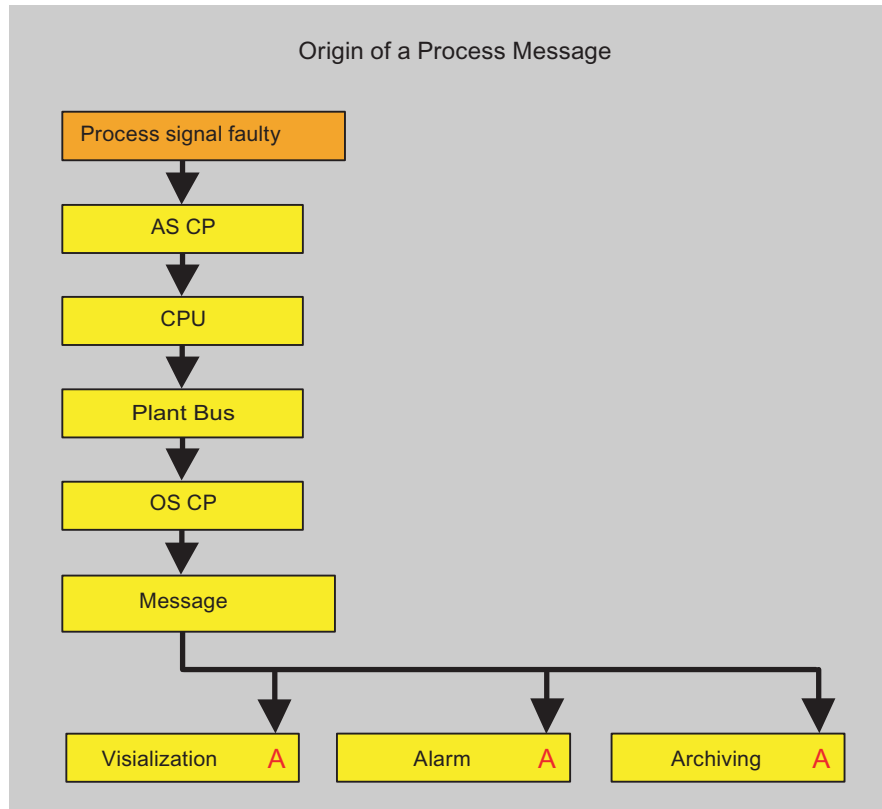 Origin of a Process Message
Process signal faulty
AS CP
CPU
Plant Bus
OS CP
Message
Visialization A
Alarm A
Archiving A